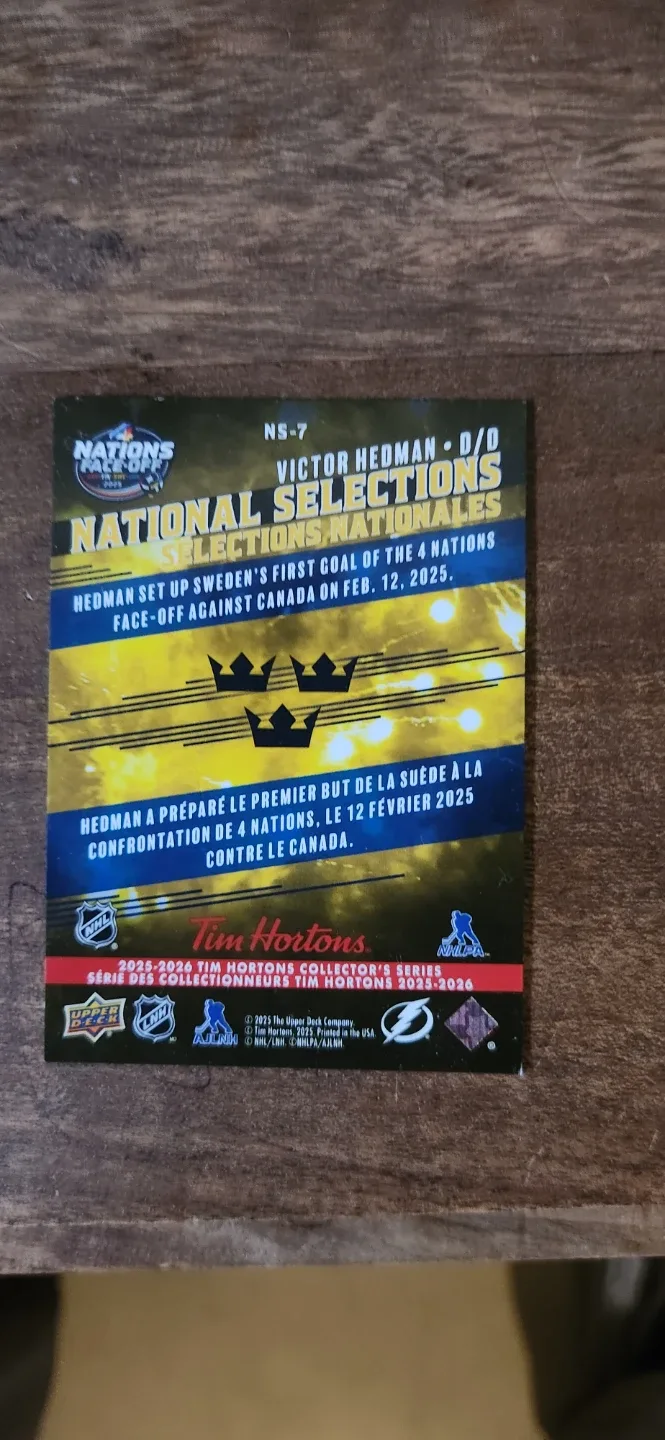 NS-7
NATIONS
FACE-OFF
2025
VICTOR HEDMAN • D/D
NATIONAL SELECTIONS
SÉLECTIONS NATIONALES
HEDMAN SET UP SWEDEN'S FIRST GOAL OF THE 4 NATIONS
FACE-OFF AGAINST CANADA ON FEB. 12, 2025.
HEDMAN A PRÉPARÉ LE PREMIER BUT DE LA SUÈDE À LA
CONFRONTATION DE 4 NATIONS, LE 12 FÉVRIER 2025
CONTRE LE CANADA.
NHL
Tim Hortons
NHLPA
2025-2026 TIM HORTONS COLLECTOR'S SERIES
SÉRIE DES COLLECTIONNEURS TIM HORTONS 2025-2026
UPPER
DECK
LNH
AJLNH
© 2025 The Upper Deck Company.
© Tim Hortons, 2025. Printed in the USA.
© NHL/LNH. ©NHLPA/AJLNH.